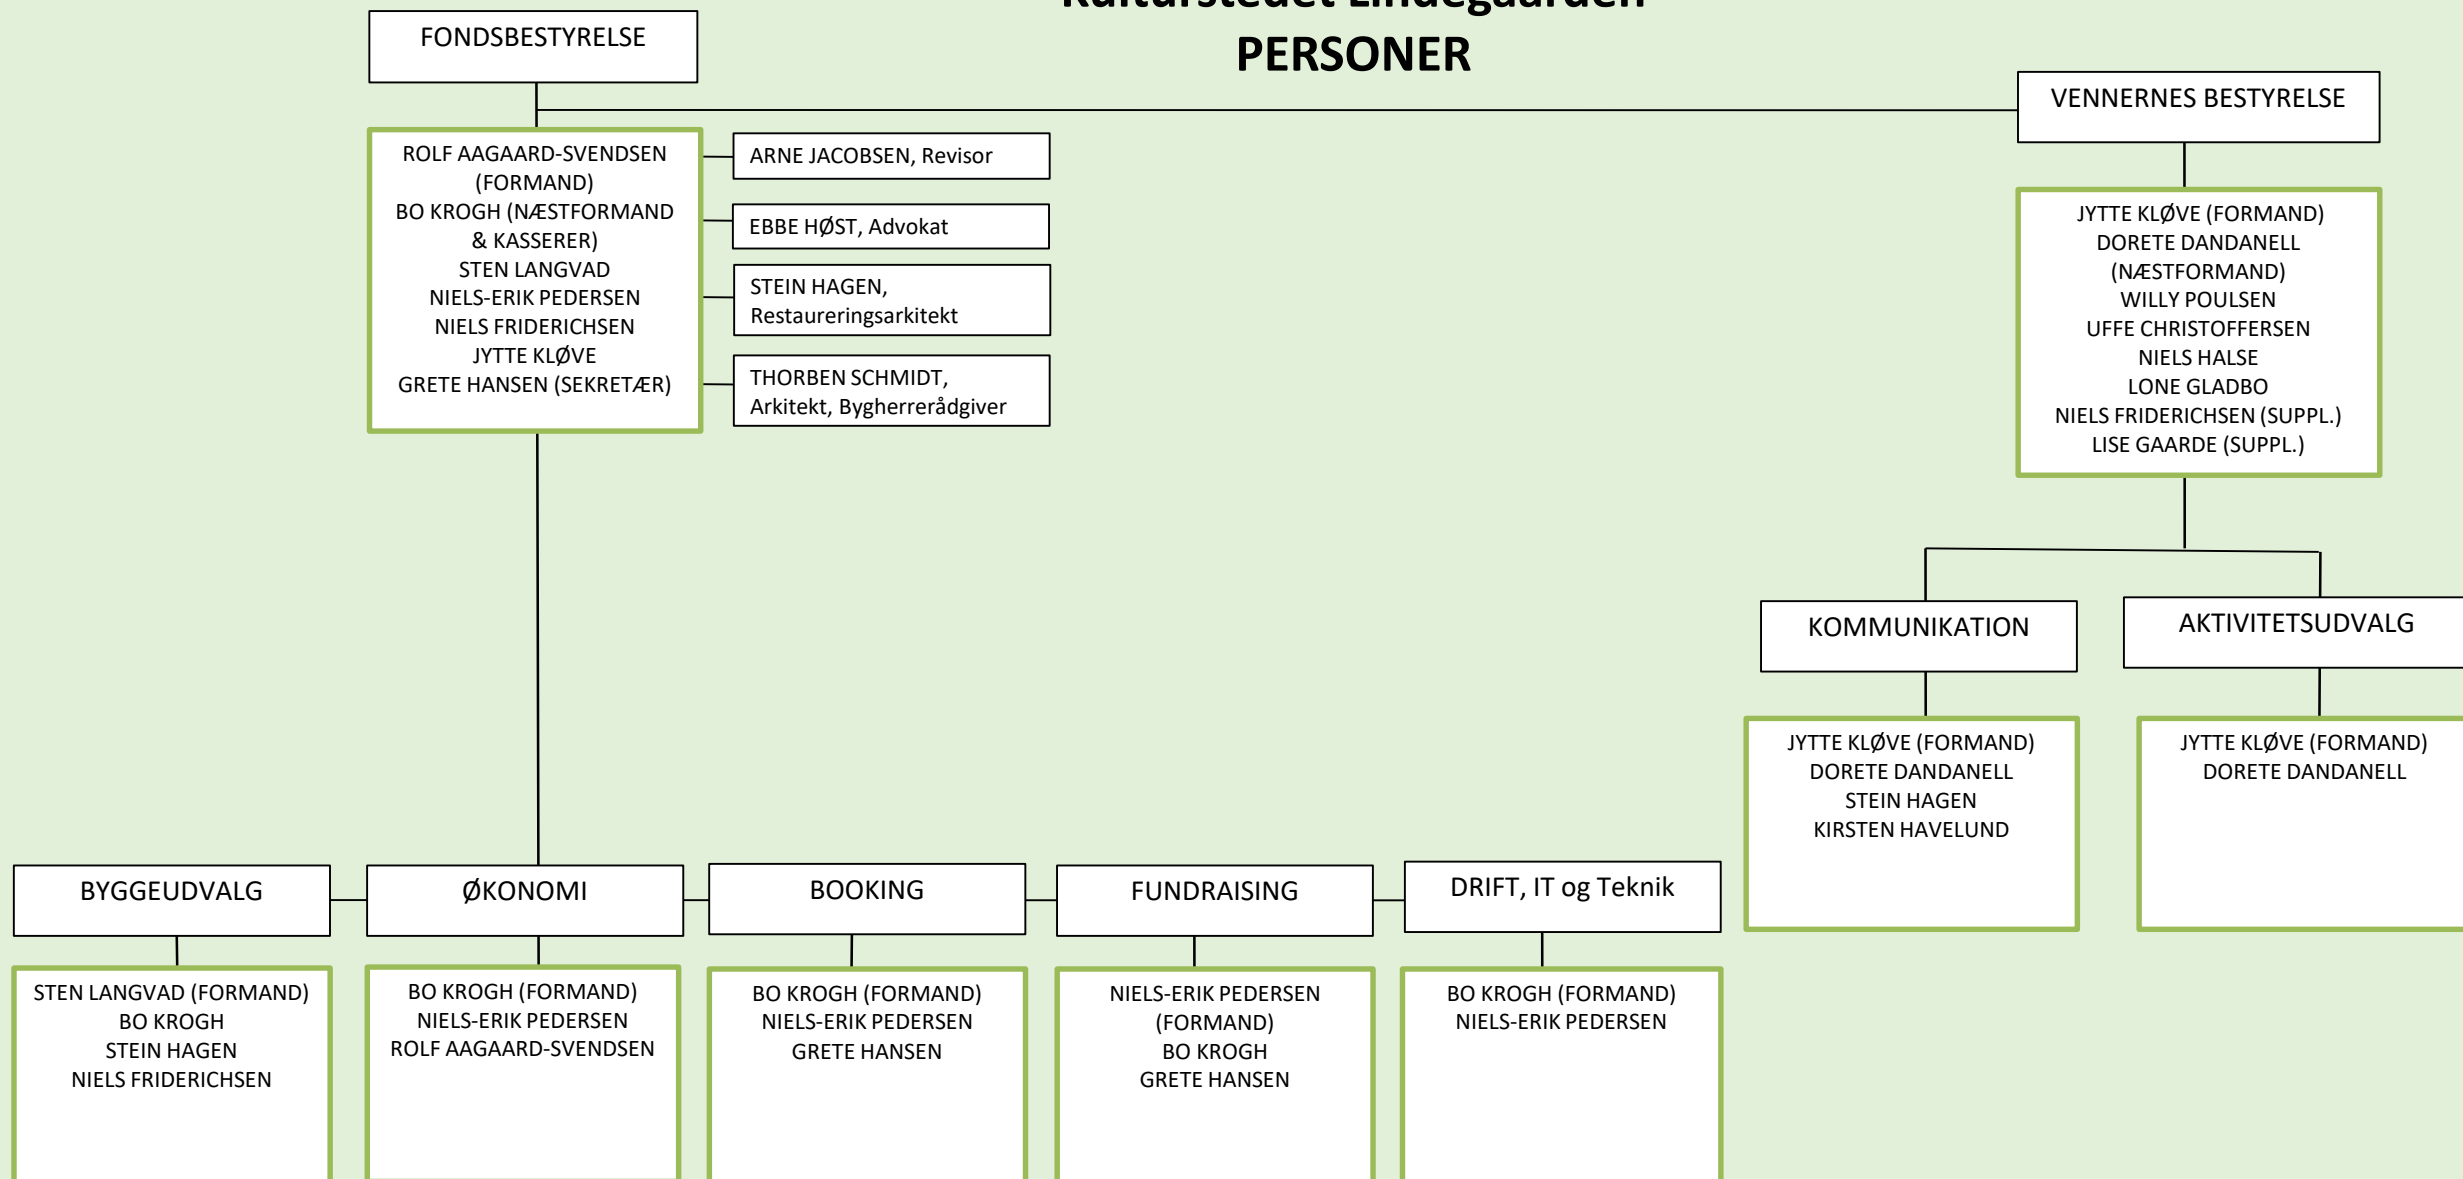 Kulturstedet Lindegaarden
PERSONER
FONDSBESTYRELSE
VENNERNES BESTYRELSE
ROLF AAGAARD-SVENDSEN
(FORMAND)
BO KROGH (NÆSTFORMAND
& KASSERER)
STEN LANGVAD
NIELS-ERIK PEDERSEN
NIELS FRIDERICHSEN
JYTTE KLØVE
GRETE HANSEN (SEKRETÆR)
ARNE JACOBSEN, Revisor
EBBE HØST, Advokat
STEIN HAGEN,
Restaureringsarkitekt
THORBEN SCHMIDT,
Arkitekt, Bygherrerådgiver
JYTTE KLØVE (FORMAND)
DORETE DANDANELL
(NÆSTFORMAND)
WILLY POULSEN
UFFE CHRISTOFFERSEN
NIELS HALSE
LONE GLADBO
NIELS FRIDERICHSEN (SUPPL.)
LISE GAARDE (SUPPL.)
KOMMUNIKATION
JYTTE KLØVE (FORMAND)
DORETE DANDANELL
STEIN HAGEN
KIRSTEN HAVELUND
AKTIVITETSUDVALG
JYTTE KLØVE (FORMAND)
DORETE DANDANELL
BYGGEUDVALG
STEN LANGVAD (FORMAND)
BO KROGH
STEIN HAGEN
NIELS FRIDERICHSEN
ØKONOMI
BO KROGH (FORMAND)
NIELS-ERIK PEDERSEN
ROLF AAGAARD-SVENDSEN
BOOKING
BO KROGH (FORMAND)
NIELS-ERIK PEDERSEN
GRETE HANSEN
FUNDRAISING
NIELS-ERIK PEDERSEN
(FORMAND)
BO KROGH
GRETE HANSEN
DRIFT, IT og Teknik
BO KROGH (FORMAND)
NIELS-ERIK PEDERSEN